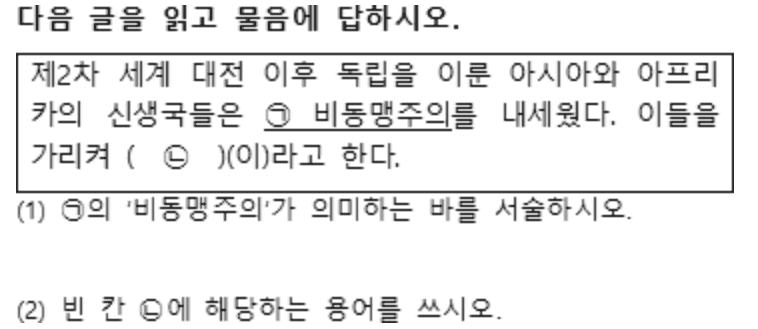 다음 글을 읽고 물음에 답하시오.
제2차 세계 대전 이후 독립을 이룬 아시아와 아프리
카의 신생국들은 ㉠ 비동맹주의를 내세웠다. 이들을
가리켜 ( ㉡ )(이)라고 한다.
(1) ㉠의 '비동맹주의'가 의미하는 바를 서술하시오.
(2) 빈 칸 ㉡에 해당하는 용어를 쓰시오.